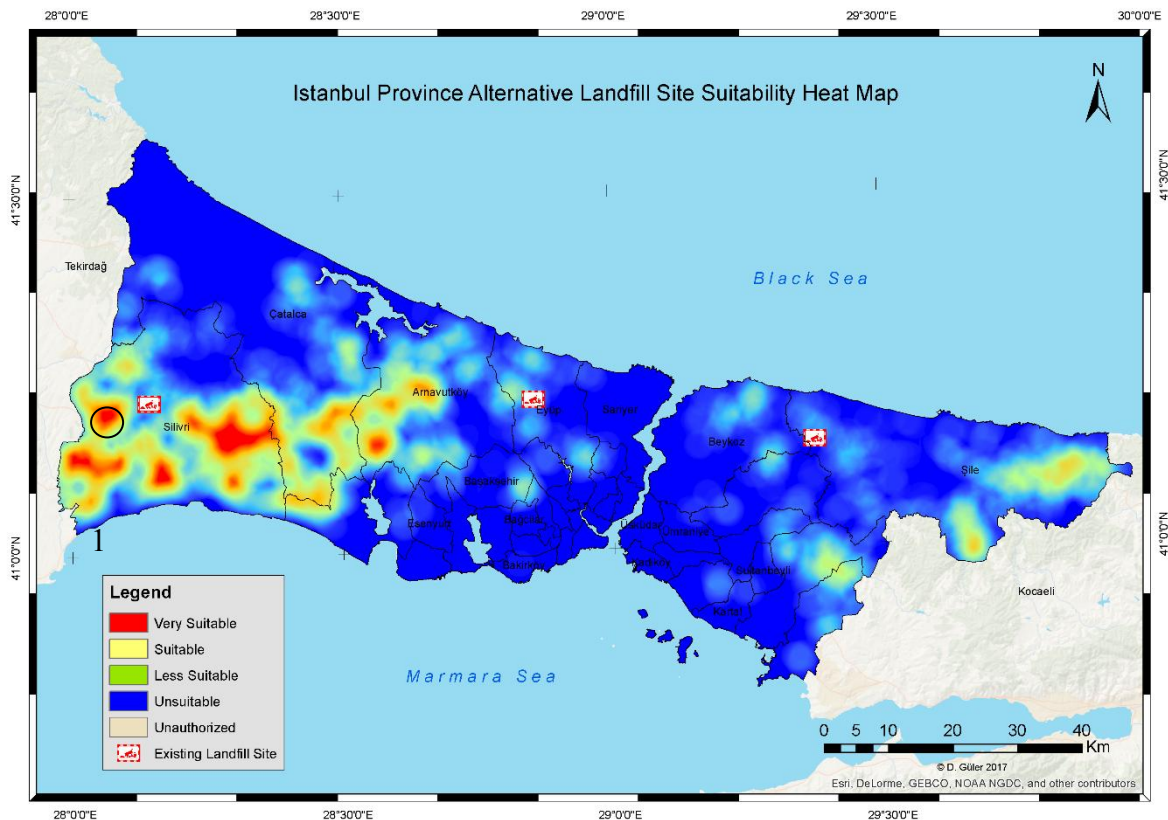 28°0'0"E 28°30'0"E 29°0'0"E 29°30'0"E 30°0'0"E
Istanbul Province Alternative Landfill Site Suitability Heat Map
N
41°30'0"N 41°30'0"N
Tekirdağ
Black Sea
Çatalca
Arnavutköy
Eyüp
Sarıyer
Silivri
Beykoz
Şile
Başakşehir
Esenyurt
Bağcılar
Üsküdar
Ümraniye
1
41°0'0"N 41°0'0"N
Bakırköy
Kadıköy
Sultanbeyli
Kartal
Kocaeli
Legend
Very Suitable
Suitable
Less Suitable
Unsuitable
Unauthorized
Existing Landfill Site
Marmara Sea
0 5 10 20 30 40
Km
© D. Güler 2017
Esri, DeLorme, GEBCO, NOAA NGDC, and other contributors
28°0'0"E 28°30'0"E 29°0'0"E 29°30'0"E